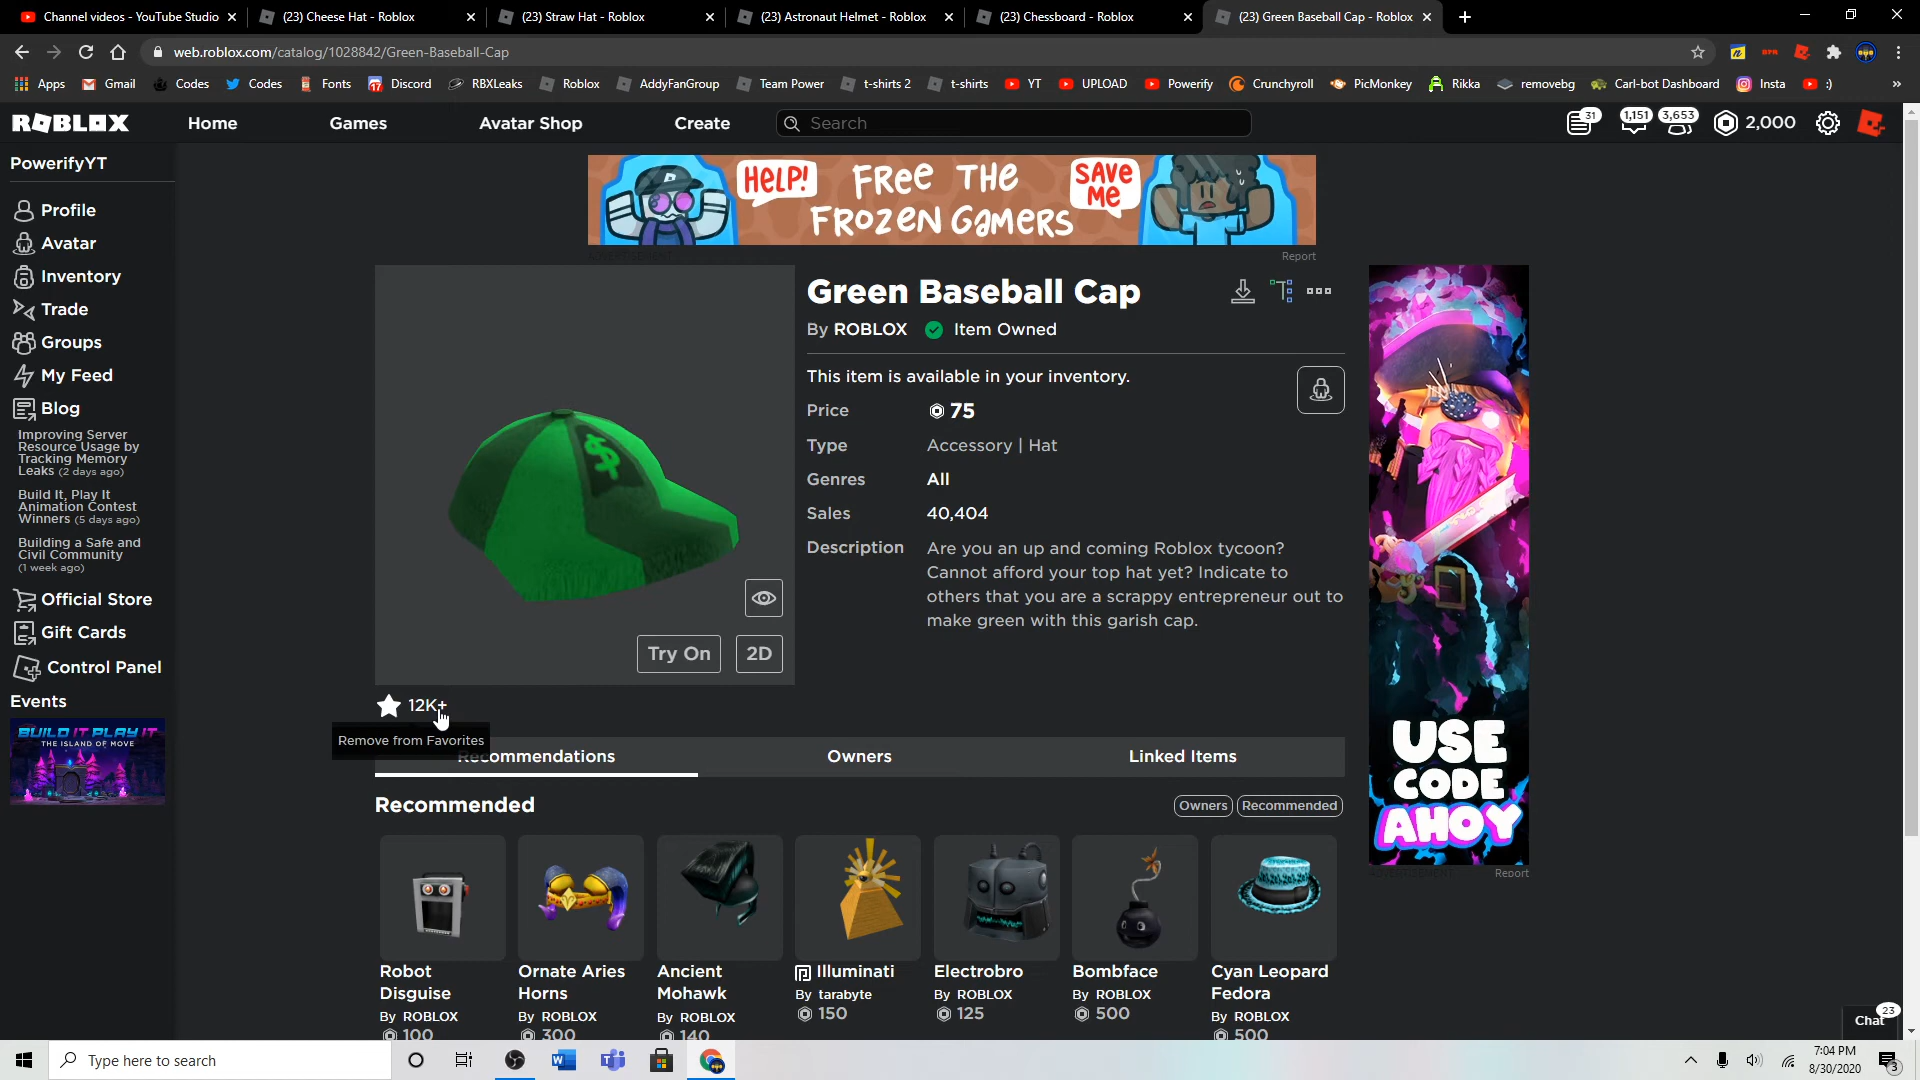 Channel videos - YouTube Studio
(23) Cheese Hat - Roblox
(23) Straw Hat - Roblox
(23) Astronaut Helmet - Roblox
(23) Chessboard - Roblox
(23) Green Baseball Cap - Roblox
web.roblox.com/catalog/1028842/Green-Baseball-Cap
Apps
Gmail
Codes
Codes
Fonts
17
Discord
RBXLeaks
Roblox
AddyFanGroup
Team Power
t-shirts 2
t-shirts
YT
UPLOAD
Powerify
Crunchyroll
PicMonkey
Rikka
removebg
Carl-bot Dashboard
Insta
:)
»
ROBLOX
Home
Games
Avatar Shop
Create
Search
31
1,151
3,653
2,000
PowerifyYT
Profile
Avatar
Inventory
Trade
Groups
My Feed
Blog
Improving Server
Resource Usage by
Tracking Memory
Leaks (2 days ago)
Build It, Play It
Animation Contest
Winners (5 days ago)
Building a Safe and
Civil Community
(1 week ago)
Official Store
Gift Cards
Control Panel
Events
BUILD IT PLAY IT
THE ISLAND OF MOVE
HELP!
FREE THE
FROZEN GAMERS
SAVE
ME
ADVERTISEMENT
Report
Green Baseball Cap
By ROBLOX
Item Owned
This item is available in your inventory.
Price
75
Type
Accessory | Hat
Genres
All
Sales
40,404
Description
Are you an up and coming Roblox tycoon?
Cannot afford your top hat yet? Indicate to
others that you are a scrappy entrepreneur out to
make green with this garish cap.
$
Try On
2D
12K+
Remove from Favorites
Recommendations
Owners
Linked Items
Recommended
Owners
Recommended
Robot
Disguise
By ROBLOX
100
Ornate Aries
Horns
By ROBLOX
300
Ancient
Mohawk
By ROBLOX
140
Illuminati
By tarabyte
150
Electrobro
By ROBLOX
125
Bombface
By ROBLOX
500
Cyan Leopard
Fedora
By ROBLOX
500
USE
CODE
AHOY
ADVERTISEMENT
Report
Chat
23
Type here to search
7:04 PM
8/30/2020
3